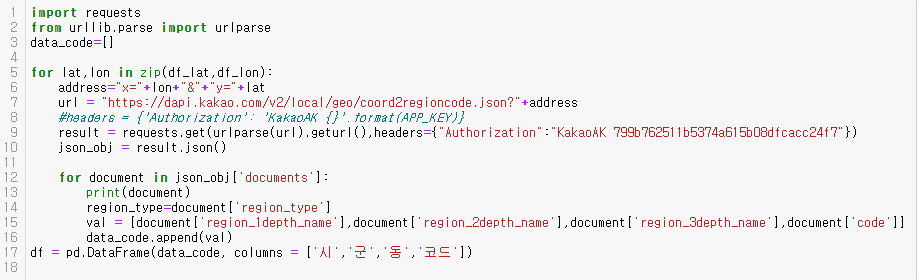 1 import requests
2 from urllib.parse import urlparse
3 data_code=[]
4
5 for lat,lon in zip(df_lat,df_lon):
6     address="x="+lon+"&"+"y="+lat
7     url = "https://dapi.kakao.com/v2/local/geo/coord2regioncode.json?"+address
8     #headers = {'Authorization': 'KakaoAK {}'.format(APP_KEY)}
9     result = requests.get(urlparse(url).geturl(),headers={"Authorization":"KakaoAK 799b762511b5374a615b08dfcacc24f7"})
10     json_obj = result.json()
11
12     for document in json_obj['documents']:
13         print(document)
14         region_type=document['region_type']
15         val = [document['region_1depth_name'],document['region_2depth_name'],document['region_3depth_name'],document['code']]
16         data_code.append(val)
17 df = pd.DataFrame(data_code, columns = ['시','군','동','코드'])
18